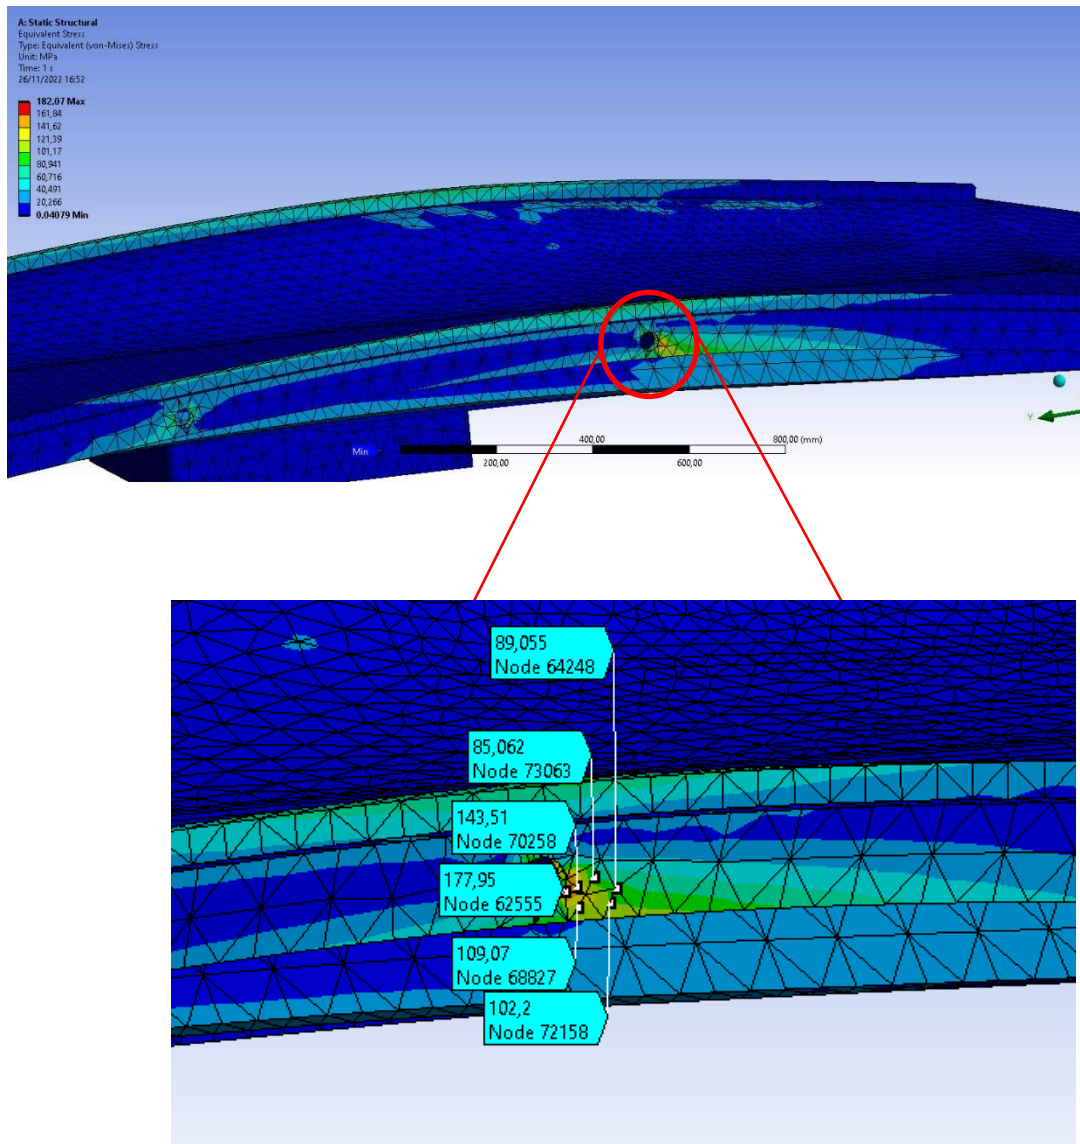 A: Static Structural
Equivalent Stress
Type: Equivalent (von-Mises) Stress
Unit: MPa
Time: 1 s
26/11/2022 16:52
182,07 Max
161,84
141,62
121,39
101,17
80,941
60,716
40,491
20,266
0,04079 Min
Y
Min
400,00
800,00 (mm)
200,00
600,00
89,055
Node 64248
85,062
Node 73063
143,51
Node 70258
177,95
Node 62555
109,07
Node 68827
102,2
Node 72158